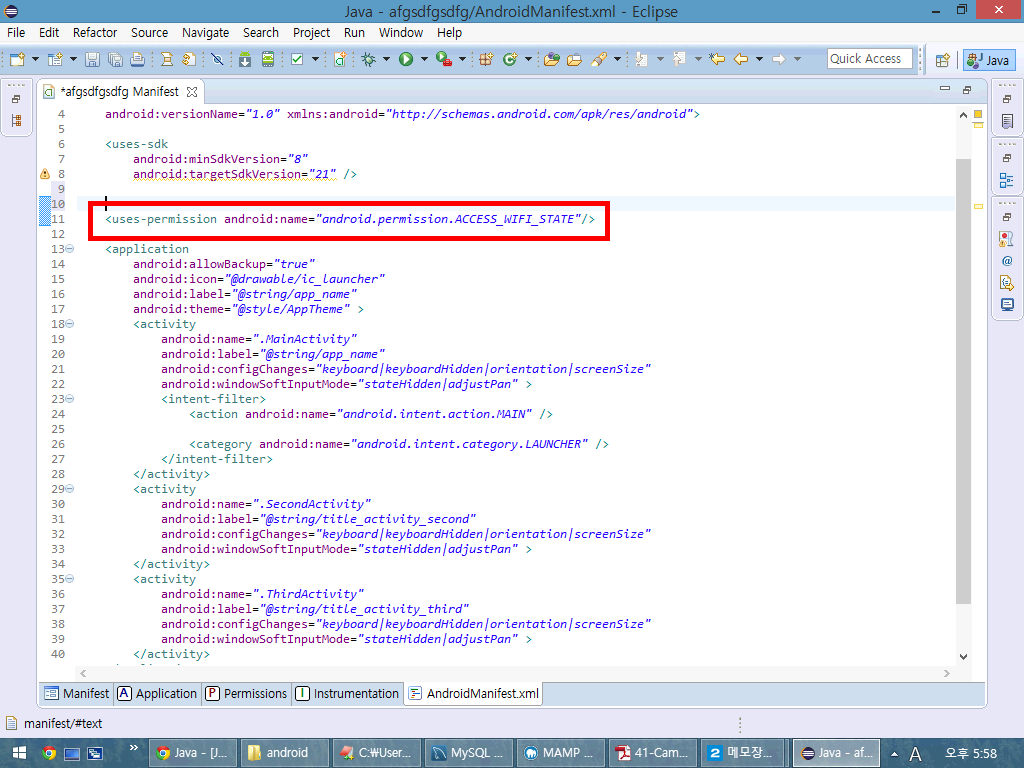 Java - afgsdfgsdfg/AndroidManifest.xml - Eclipse
File Edit Refactor Source Navigate Search Project Run Window Help
Quick Access
Java
*afgsdfgsdfg Manifest
4 android:versionName="1.0" xmlns:android="http://schemas.android.com/apk/res/android">
5
6 <uses-sdk
7 android:minSdkVersion="8"
8 android:targetSdkVersion="21" />
9
10
11 <uses-permission android:name="android.permission.ACCESS_WIFI_STATE"/>
12
13 <application
14 android:allowBackup="true"
15 android:icon="@drawable/ic_launcher"
16 android:label="@string/app_name"
17 android:theme="@style/AppTheme" >
18 <activity
19 android:name=".MainActivity"
20 android:label="@string/app_name"
21 android:configChanges="keyboard|keyboardHidden|orientation|screenSize"
22 android:windowSoftInputMode="stateHidden|adjustPan" >
23 <intent-filter>
24 <action android:name="android.intent.action.MAIN" />
25
26 <category android:name="android.intent.category.LAUNCHER" />
27 </intent-filter>
28 </activity>
29 <activity
30 android:name=".SecondActivity"
31 android:label="@string/title_activity_second"
32 android:configChanges="keyboard|keyboardHidden|orientation|screenSize"
33 android:windowSoftInputMode="stateHidden|adjustPan" >
34 </activity>
35 <activity
36 android:name=".ThirdActivity"
37 android:label="@string/title_activity_third"
38 android:configChanges="keyboard|keyboardHidden|orientation|screenSize"
39 android:windowSoftInputMode="stateHidden|adjustPan" >
40 </activity>
Manifest A Application P Permissions I Instrumentation AndroidManifest.xml
manifest/#text
Java - [J... android C:₩User... MySQL ... MAMP ... 41-Cam... 2 메모장... Java - af... A 오후 5:58